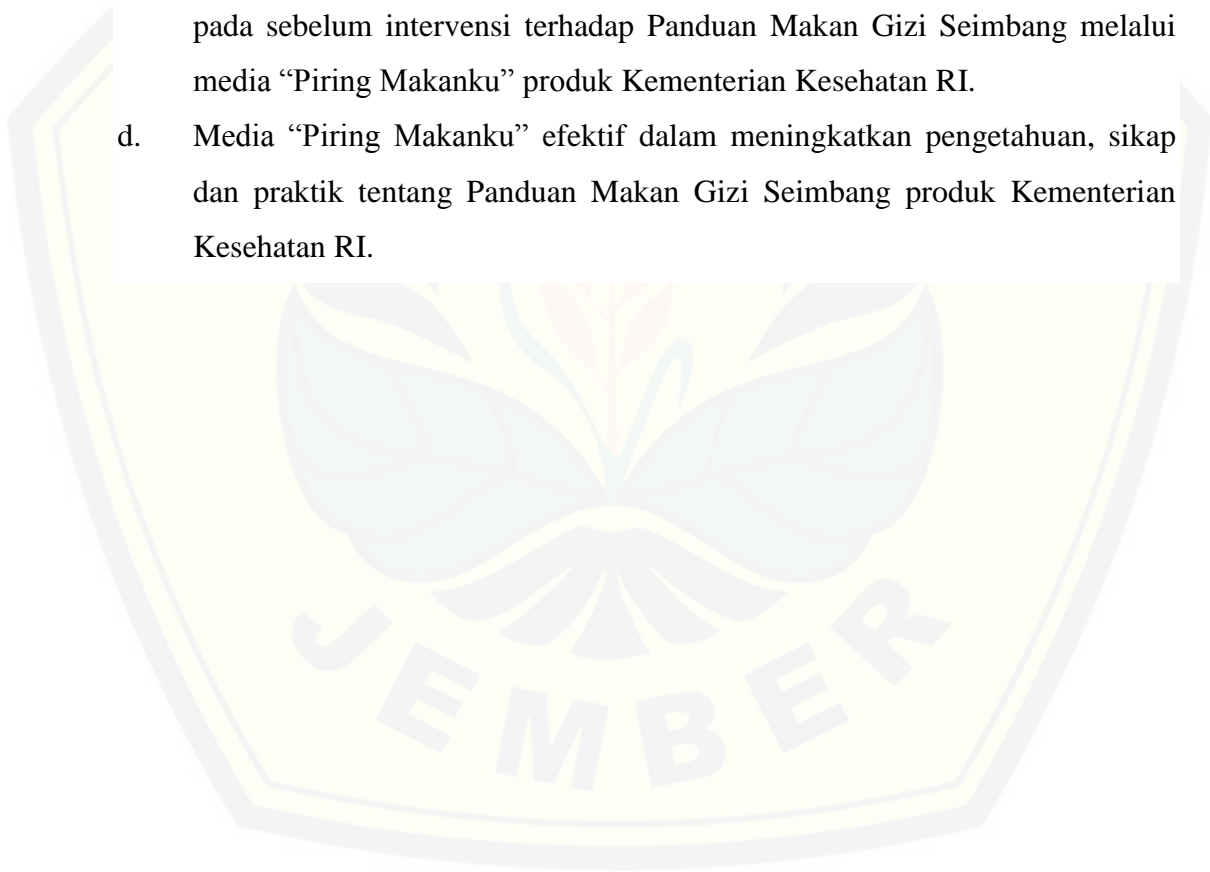 pada sebelum intervensi terhadap Panduan Makan Gizi Seimbang melalui
media “Piring Makanku” produk Kementerian Kesehatan RI.
d. Media “Piring Makanku” efektif dalam meningkatkan pengetahuan, sikap
dan praktik tentang Panduan Makan Gizi Seimbang produk Kementerian
Kesehatan RI.
JEMBER